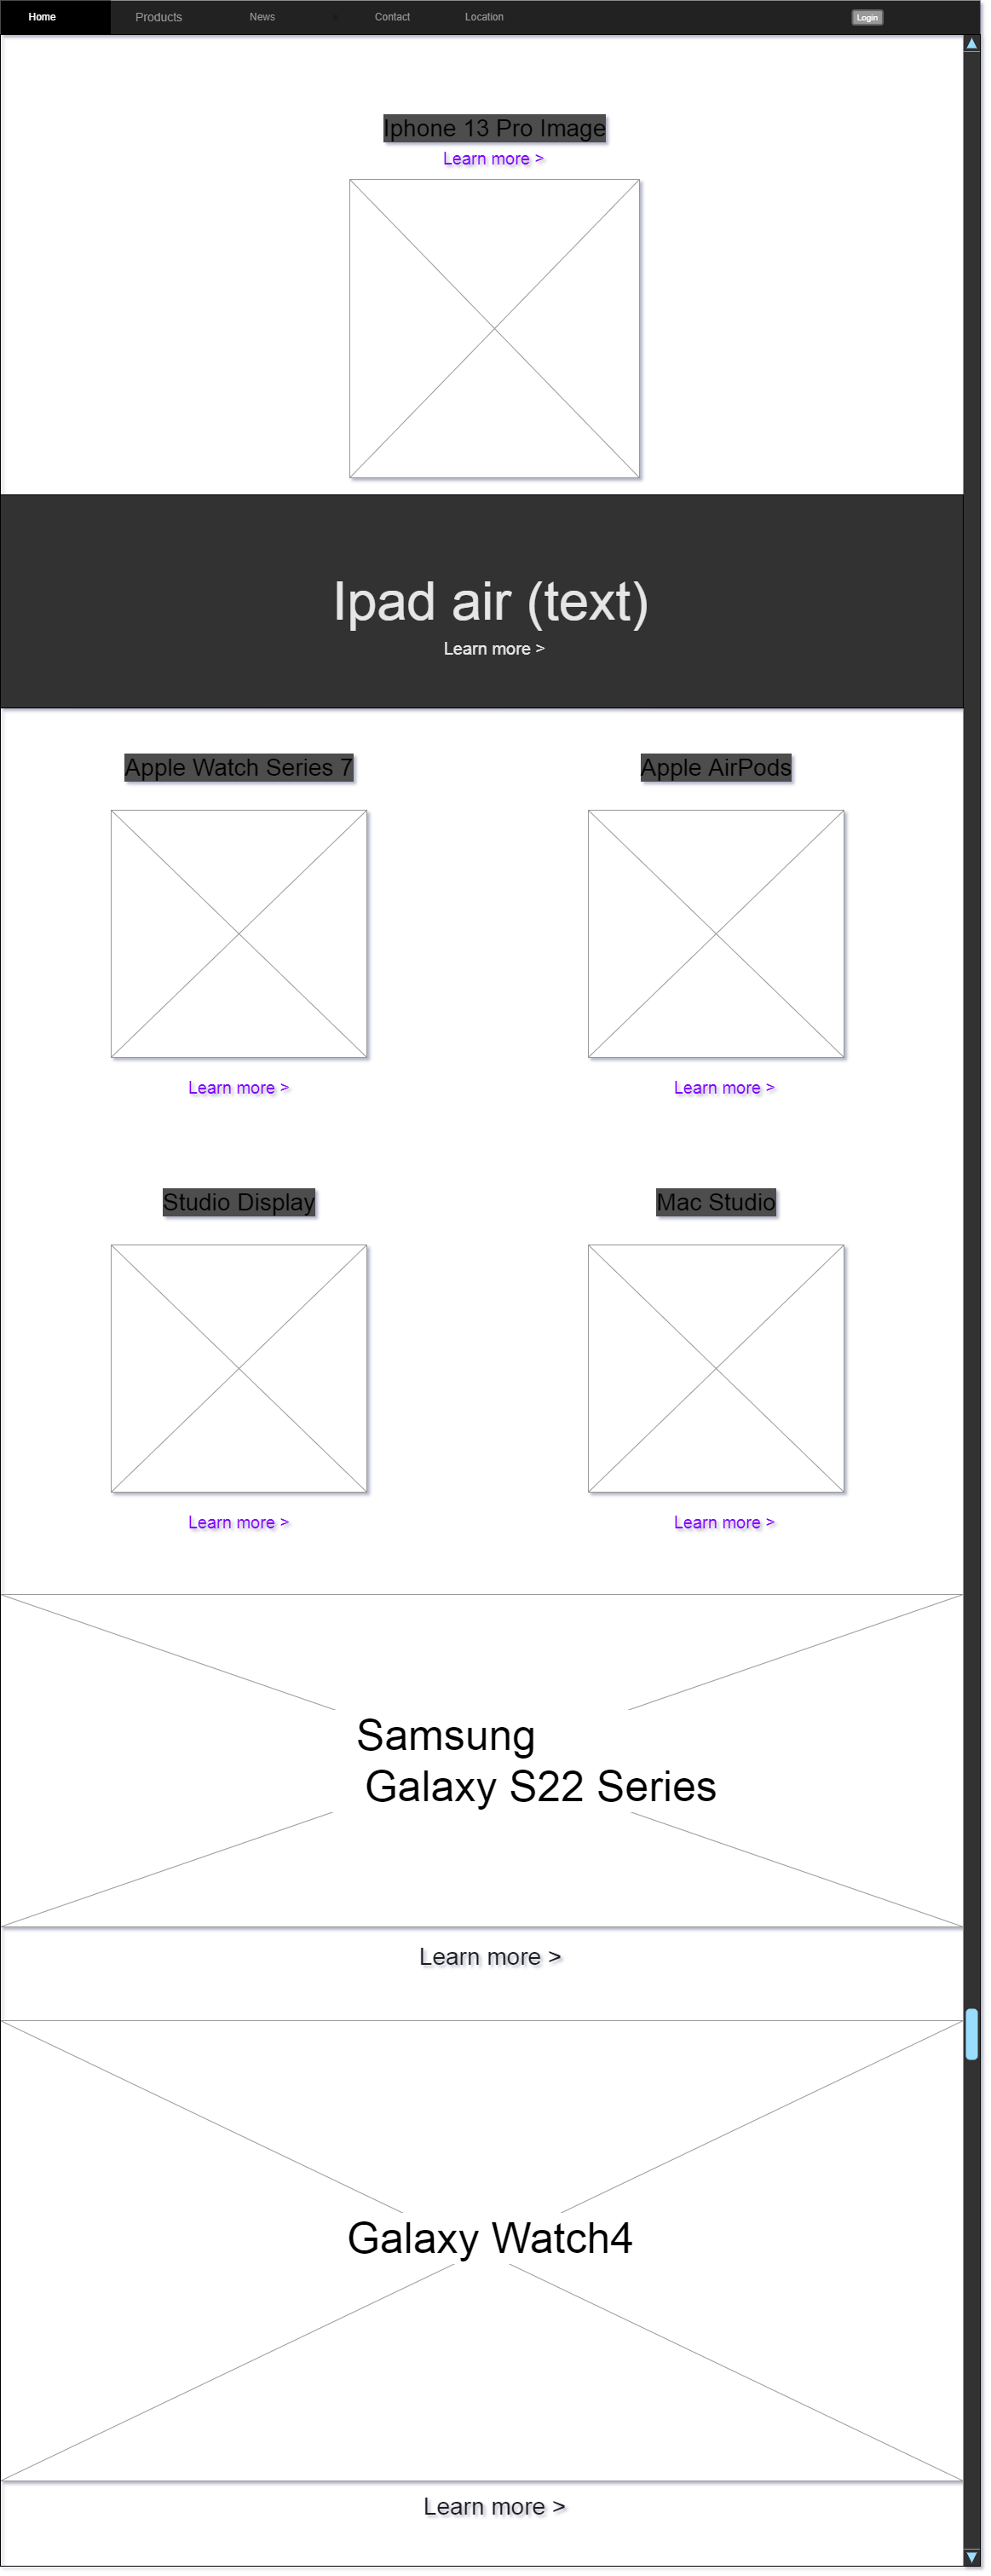 Home Products News Contact Location Login
Iphone 13 Pro Image
Learn more >
Ipad air (text)
Learn more >
Apple Watch Series 7
Apple AirPods
Learn more >
Learn more >
Studio Display
Mac Studio
Learn more >
Learn more >
Samsung
Galaxy S22 Series
Learn more >
Galaxy Watch4
Learn more >